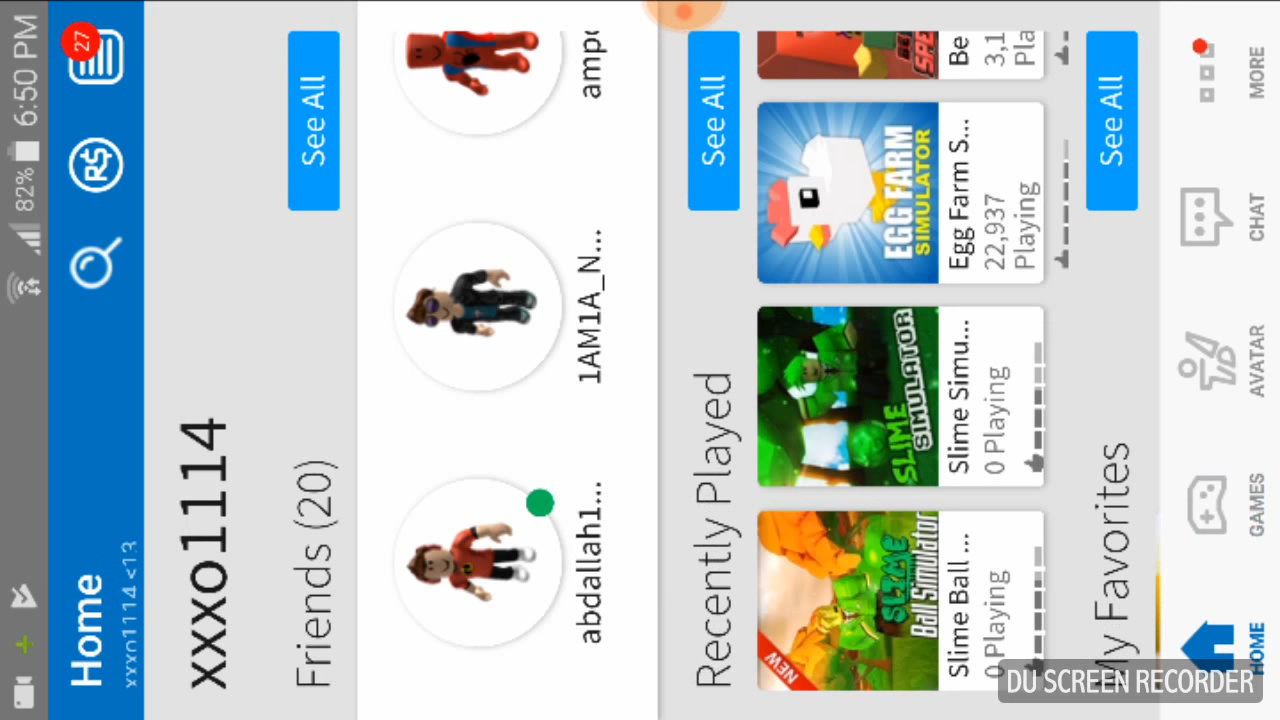 6:50 PM
82%
Home
xxxo1114 <13
27
R$
xxxo1114
Friends (20)
See All
abdallah1...
1AM1A_N...
amp
Recently Played
See All
NEW
SLIME
Ball Simulator
Slime Ball ...
0 Playing
SLIME
SIMULATOR
Slime Simu...
0 Playing
EGG FARM
SIMULATOR
Egg Farm S...
22,937
Playing
BE
SPE
Be
3,1
Pla
My Favorites
See All
HOME
GAMES
AVATAR
CHAT
MORE
DU SCREEN RECORDER